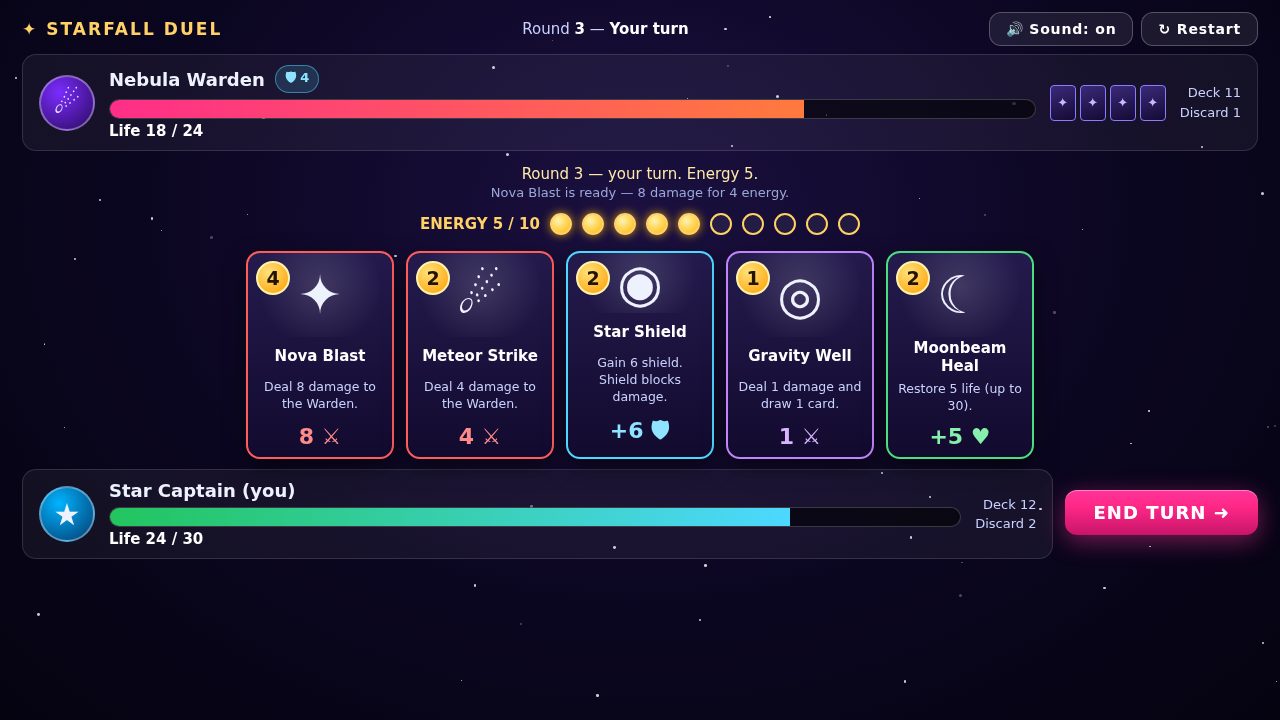 ✦ STARFALL DUEL
Round 3 — Your turn
🔊 Sound: on
↻ Restart
Nebula Warden
4
Life 18 / 24
Deck 11
Discard 1
Round 3 — your turn. Energy 5.
Nova Blast is ready — 8 damage for 4 energy.
ENERGY 5 / 10
4
Nova Blast
Deal 8 damage to
the Warden.
8 ⚔
2
Meteor Strike
Deal 4 damage to
the Warden.
4 ⚔
2
Star Shield
Gain 6 shield.
Shield blocks
damage.
+6
1
Gravity Well
Deal 1 damage and
draw 1 card.
1 ⚔
2
Moonbeam
Heal
Restore 5 life (up to
30).
+5 ♥
Star Captain (you)
Life 24 / 30
Deck 12
Discard 2
END TURN ➜